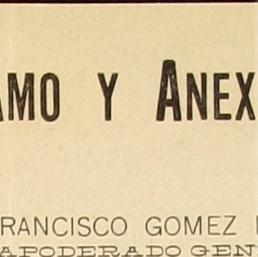 AMO Y ANEX
FRANCISCO GOMEZ
APODERADO GEN